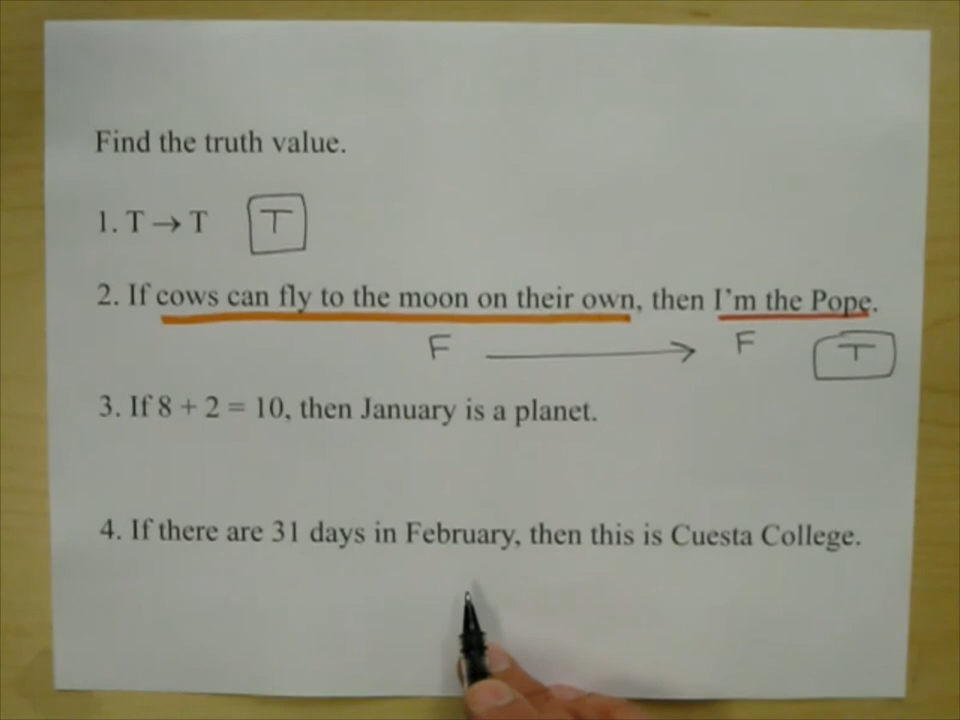 Find the truth value.
1. T → T T
2. If cows can fly to the moon on their own, then I'm the Pope.
F → F T
3. If 8 + 2 = 10, then January is a planet.
4. If there are 31 days in February, then this is Cuesta College.